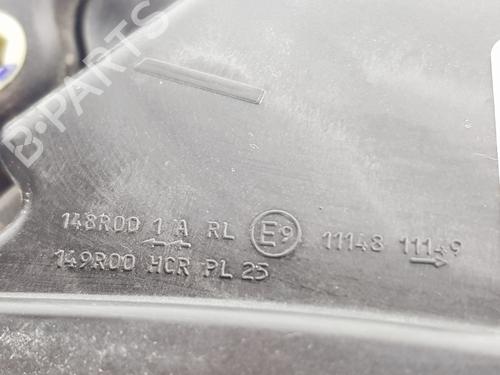 B-PARTS
148R00 1 A RL E9 11148 11149
149R00 HCR PL 25